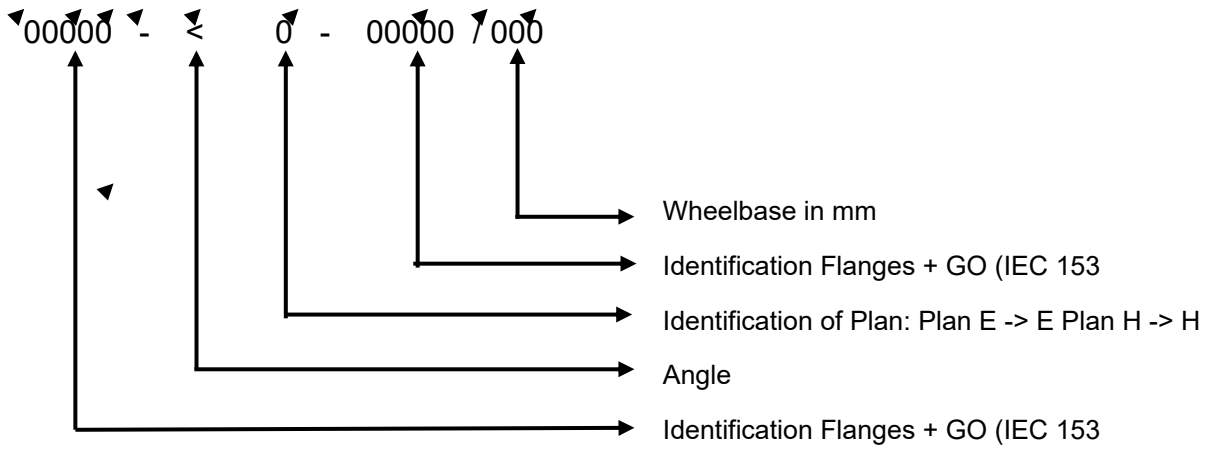 00000 - < 0 - 00000 / 000
Wheelbase in mm
Identification Flanges + GO (IEC 153
Identification of Plan: Plan E -> E Plan H -> H
Angle
Identification Flanges + GO (IEC 153